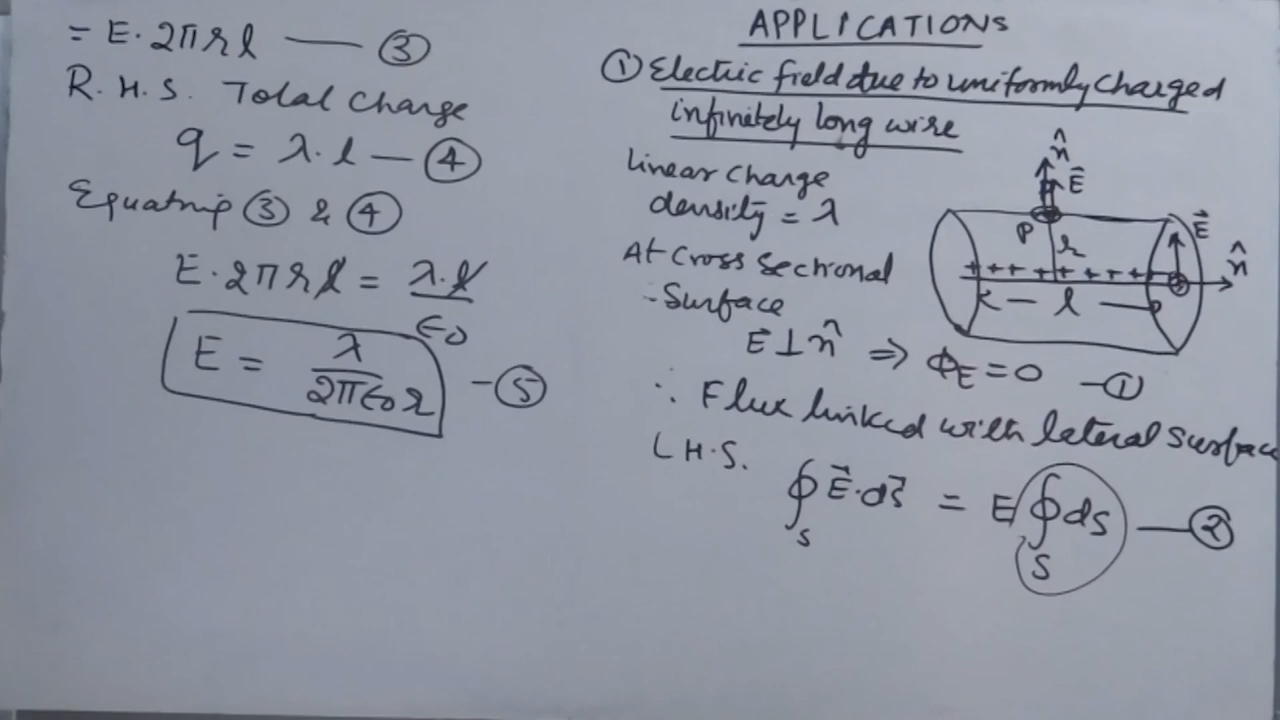 APPLICATIONS
① Electric field due to uniformly Charged
infinitely long wire
Linear Charge
density = λ
At Cross Sectional
Surface
E⃗ ⊥ n̂ ⇒ ϕ_E = 0 — ①
∴ Flux linked with lateral Surface
L H.S. ∮_S E⃗·dS⃗ = E ∮_S dS — ②
n̂
E⃗
P
r
E⃗
n̂
+ + + + + + + +
l
= E·2πrl — ③
R.H.S. Total Charge
q = λ·l — ④
Equating ③ & ④
E·2πrl = λ·l / ϵ₀
E = λ / 2πϵ₀r — ⑤